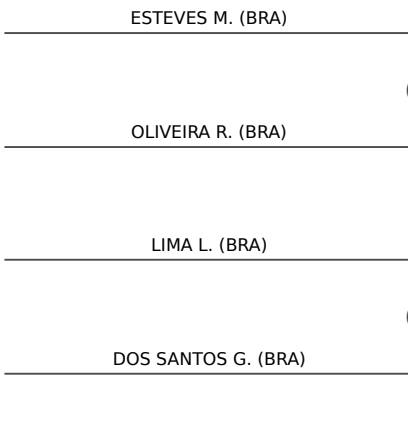 ESTEVES M. (BRA)
OLIVEIRA R. (BRA)
LIMA L. (BRA)
DOS SANTOS G. (BRA)